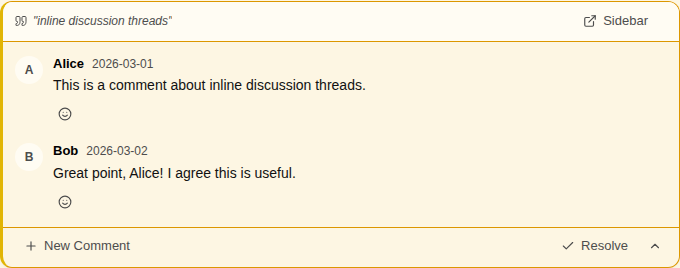 "inline discussion threads" Sidebar
A Alice 2026-03-01
This is a comment about inline discussion threads.
B Bob 2026-03-02
Great point, Alice! I agree this is useful.
New Comment Resolve